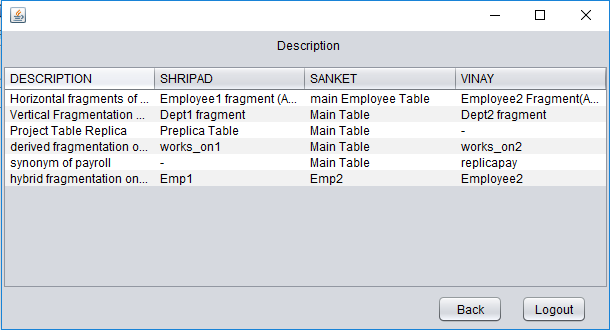 Description
DESCRIPTION SHRIPAD SANKET VINAY
Horizontal fragments of ... Employee1 fragment (A... main Employee Table Employee2 Fragment(A...
Vertical Fragmentation ... Dept1 fragment Main Table Dept2 fragment
Project Table Replica Preplica Table Main Table -
derived fragmentation o... works_on1 Main Table works_on2
synonym of payroll - Main Table replicapay
hybrid fragmentation on... Emp1 Emp2 Employee2
Back Logout